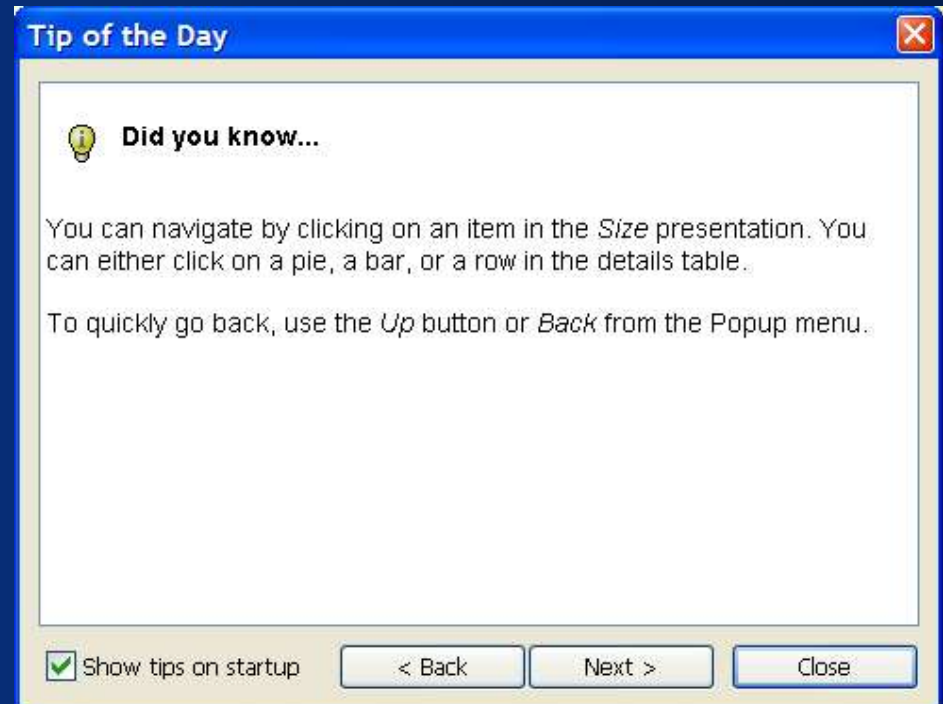 Tip of the Day
Did you know...
You can navigate by clicking on an item in the Size presentation. You
can either click on a pie, a bar, or a row in the details table.
To quickly go back, use the Up button or Back from the Popup menu.
Show tips on startup
< Back
Next >
Close